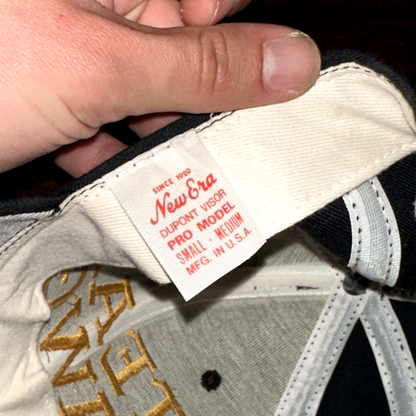 SINCE 1920
New Era
DUPONT VISOR
PRO MODEL
SMALL - MEDIUM
MFG. IN U.S.A.